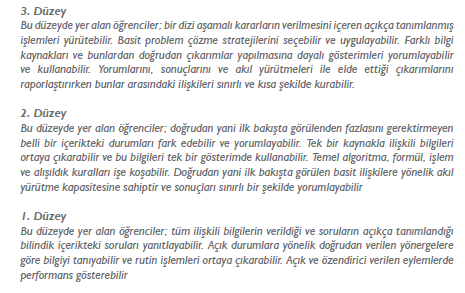 3. Düzey
Bu düzeyde yer alan öğrenciler; bir dizi aşamalı kararların verilmesini içeren açıkça tanımlanmış
işlemleri yürütebilir. Basit problem çözme stratejilerini seçebilir ve uygulayabilir. Farklı bilgi
kaynakları ve bunlardan doğrudan çıkarımlar yapılmasına dayalı gösterimleri yorumlayabilir
ve kullanabilir. Yorumlarını, sonuçlarını ve akıl yürütmeleri ile elde ettiği çıkarımlarını
raporlaştırırken bunlar arasındaki ilişkileri sınırlı ve kısa şekilde kurabilir.
2. Düzey
Bu düzeyde yer alan öğrenciler; doğrudan yani ilk bakışta görülenden fazlasını gerektirmeyen
belli bir içerikteki durumları fark edebilir ve yorumlayabilir. Tek bir kaynakla ilişkili bilgileri
ortaya çıkarabilir ve bu bilgileri tek bir gösterimde kullanabilir. Temel algoritma, formül, işlem
ve alışıldık kuralları işe koşabilir. Doğrudan yani ilk bakışta görülen basit ilişkilere yönelik akıl
yürütme kapasitesine sahiptir ve sonuçları sınırlı bir şekilde yorumlayabilir
1. Düzey
Bu düzeyde yer alan öğrenciler; tüm ilişkili bilgilerin verildiği ve soruların açıkça tanımlandığı
bilindik içerikteki soruları yanıtlayabilir. Açık durumlara yönelik doğrudan verilen yönergelere
göre bilgiyi tanıyabilir ve rutin işlemleri ortaya çıkarabilir. Açık ve özendirici verilen eylemlerde
performans gösterebilir